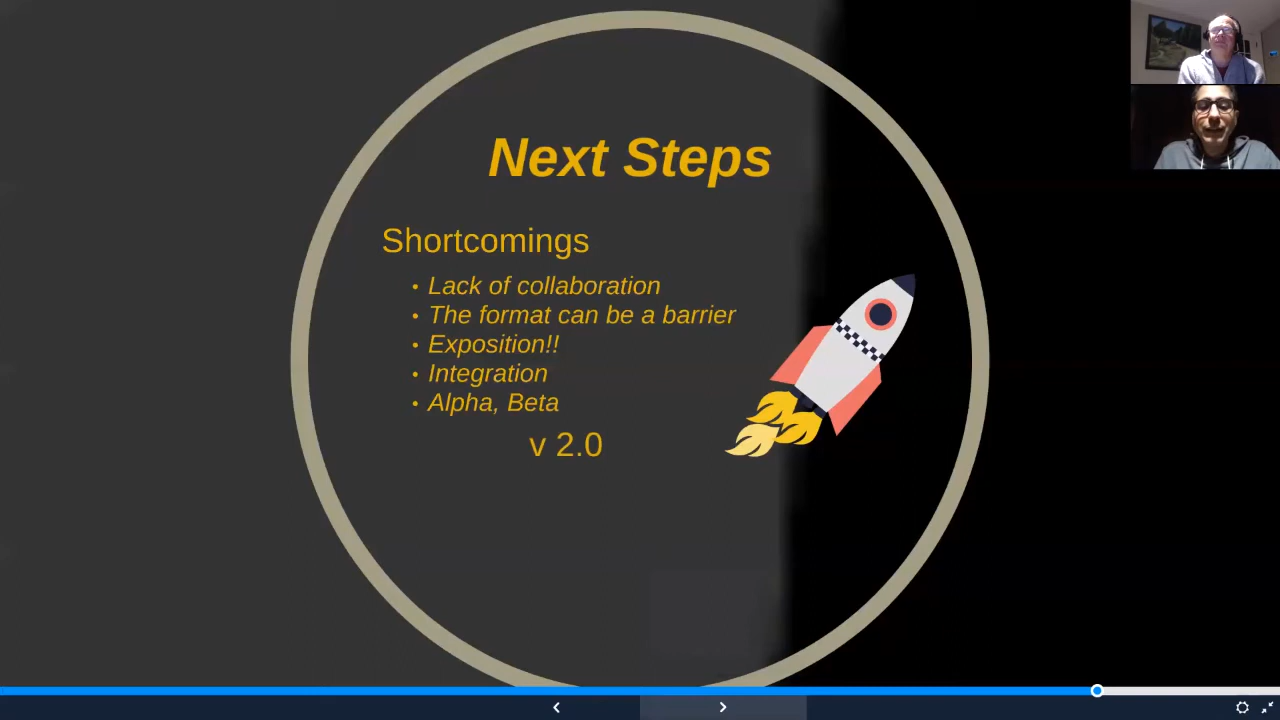 Next Steps
Shortcomings
• Lack of collaboration
• The format can be a barrier
• Exposition!!
• Integration
• Alpha, Beta
v 2.0